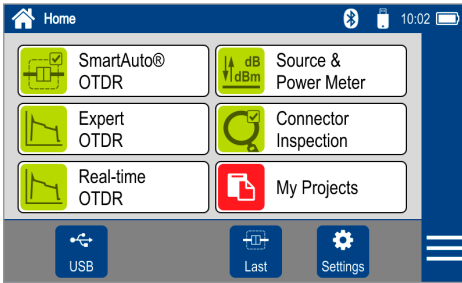 Home
10:02
SmartAuto®
OTDR
dB
dBm
Source &
Power Meter
Expert
OTDR
Connector
Inspection
Real-time
OTDR
My Projects
USB
Last
Settings